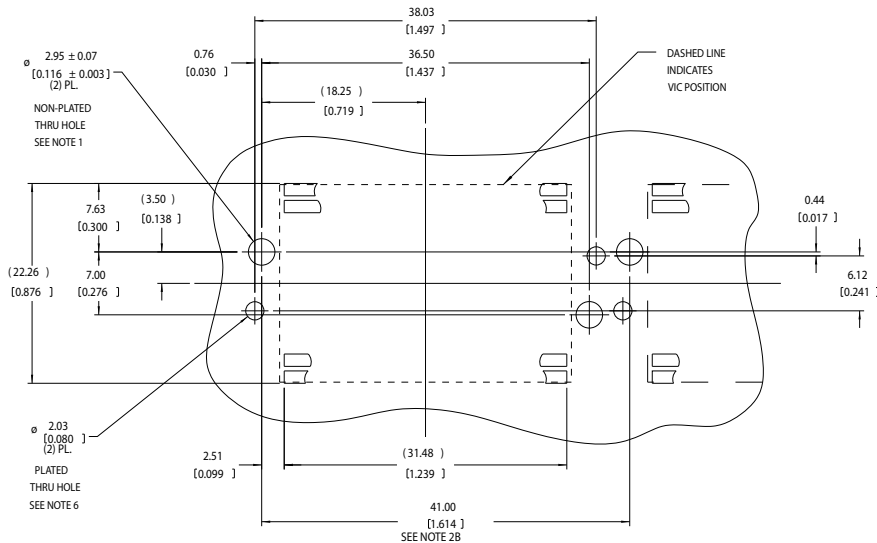 38.03
[1.497]
ø 2.95 ± 0.07
[0.116 ± 0.003]
(2) PL.
NON-PLATED
THRU HOLE
SEE NOTE 1
0.76
[0.030]
36.50
[1.437]
(18.25)
[0.719]
DASHED LINE
INDICATES
VIC POSITION
7.63
[0.300]
(3.50)
[0.138]
0.44
[0.017]
(22.26)
[0.876]
7.00
[0.276]
6.12
[0.241]
ø 2.03
[0.080]
(2) PL.
PLATED
THRU HOLE
SEE NOTE 6
2.51
[0.099]
(31.48)
[1.239]
41.00
[1.614]
SEE NOTE 2B